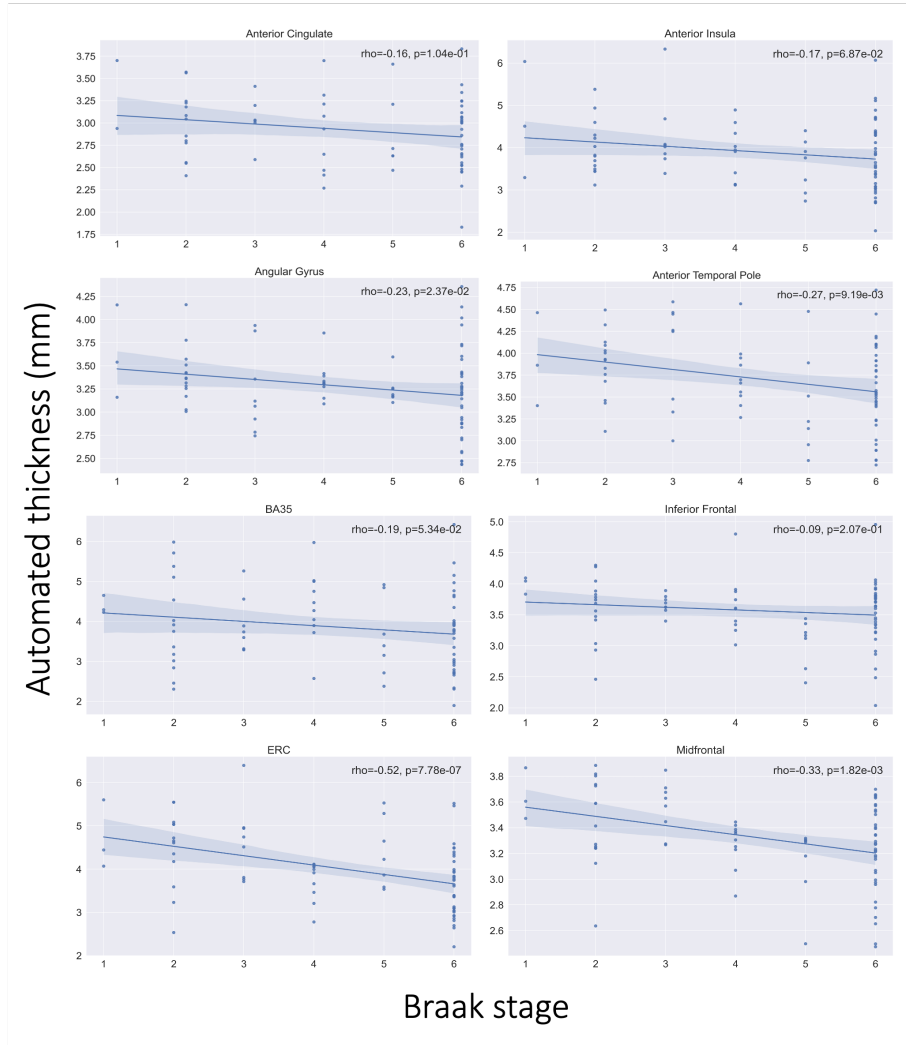 Anterior Cingulate
rho=-0.16, p=1.04e-01
3.75
3.50
3.25
3.00
2.75
2.50
2.25
2.00
1.75
1 2 3 4 5 6
Anterior Insula
rho=-0.17, p=6.87e-02
6
5
4
3
2
1 2 3 4 5 6
Angular Gyrus
rho=-0.23, p=2.37e-02
4.25
4.00
3.75
3.50
3.25
3.00
2.75
2.50
1 2 3 4 5 6
Anterior Temporal Pole
rho=-0.27, p=9.19e-03
4.75
4.50
4.25
4.00
3.75
3.50
3.25
3.00
2.75
1 2 3 4 5 6
Automated thickness (mm)
BA35
rho=-0.19, p=5.34e-02
6
5
4
3
2
1 2 3 4 5 6
Inferior Frontal
rho=-0.09, p=2.07e-01
5.0
4.5
4.0
3.5
3.0
2.5
2.0
1 2 3 4 5 6
ERC
rho=-0.52, p=7.78e-07
6
5
4
3
2
1 2 3 4 5 6
Midfrontal
rho=-0.33, p=1.82e-03
3.8
3.6
3.4
3.2
3.0
2.8
2.6
1 2 3 4 5 6
Braak stage